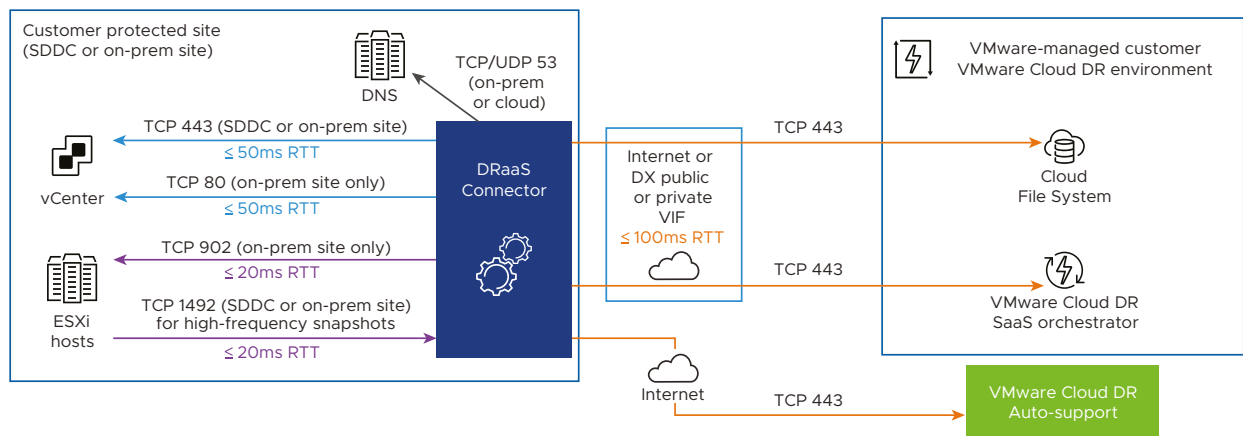 Customer protected site
(SDDC or on-prem site)
DNS
TCP/UDP 53
(on-prem
or cloud)
TCP 443 (SDDC or on-prem site)
≤ 50ms RTT
vCenter
TCP 80 (on-prem site only)
≤ 50ms RTT
TCP 902 (on-prem site only)
≤ 20ms RTT
ESXi
hosts
TCP 1492 (SDDC or on-prem site)
for high-frequency snapshots
≤ 20ms RTT
DRaaS
Connector
Internet or
DX public
or private
VIF
≤ 100ms RTT
TCP 443
TCP 443
Internet
TCP 443
VMware-managed customer
VMware Cloud DR environment
Cloud
File System
VMware Cloud DR
SaaS orchestrator
VMware Cloud DR
Auto-support